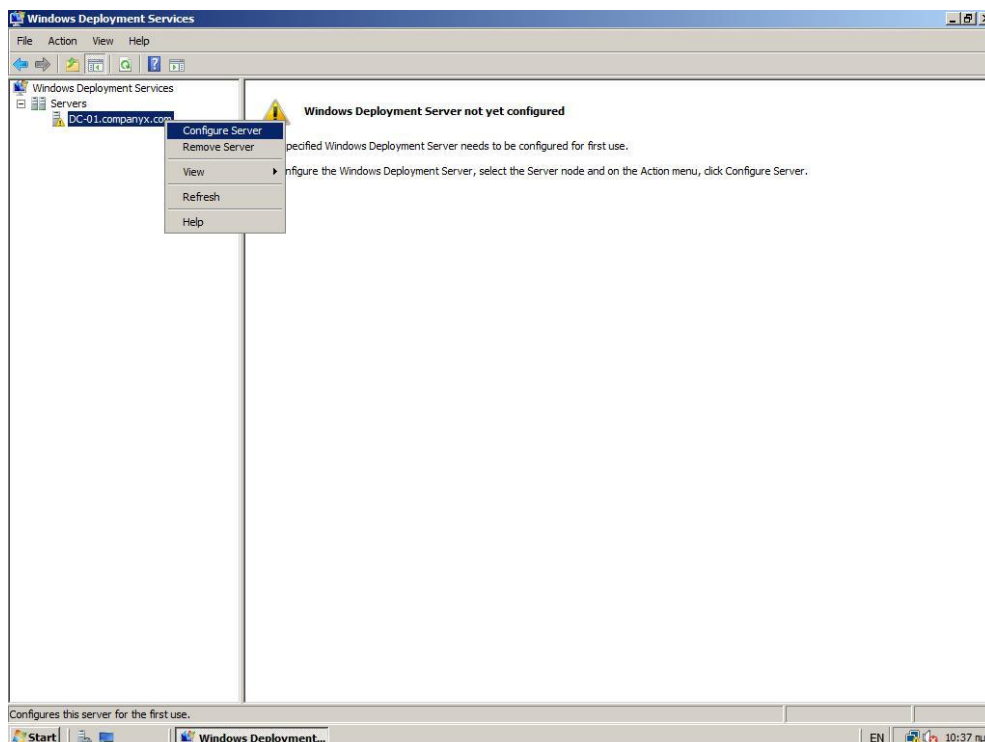 Windows Deployment Services
File Action View Help
Windows Deployment Services
Servers
DC-01.companyx.com
Configure Server
Remove Server
View
Refresh
Help
Windows Deployment Server not yet configured
pecified Windows Deployment Server needs to be configured for first use.
nfigure the Windows Deployment Server, select the Server node and on the Action menu, click Configure Server.
Configures this server for the first use.
Start
Windows Deployment...
EN
10:37 πμ